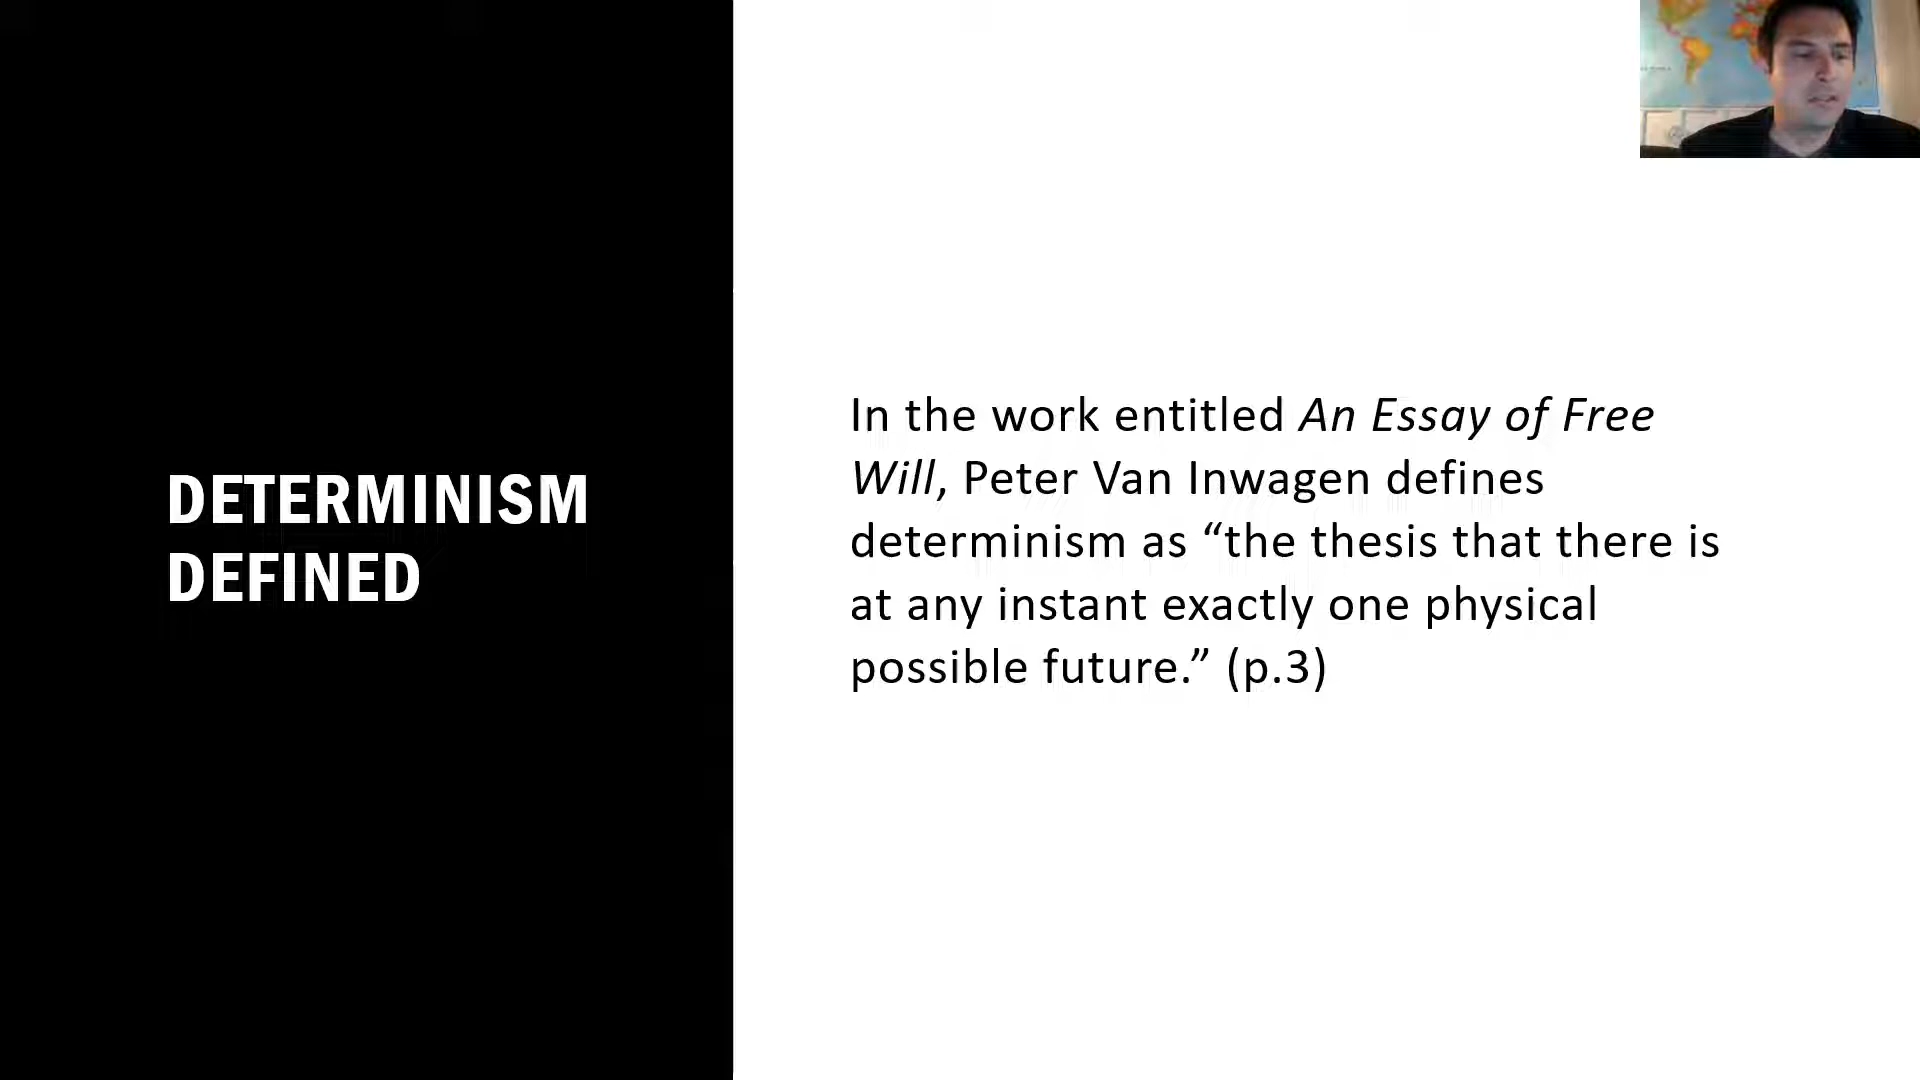 DETERMINISM
DEFINED
In the work entitled An Essay of Free
Will, Peter Van Inwagen defines
determinism as “the thesis that there is
at any instant exactly one physical
possible future.” (p.3)